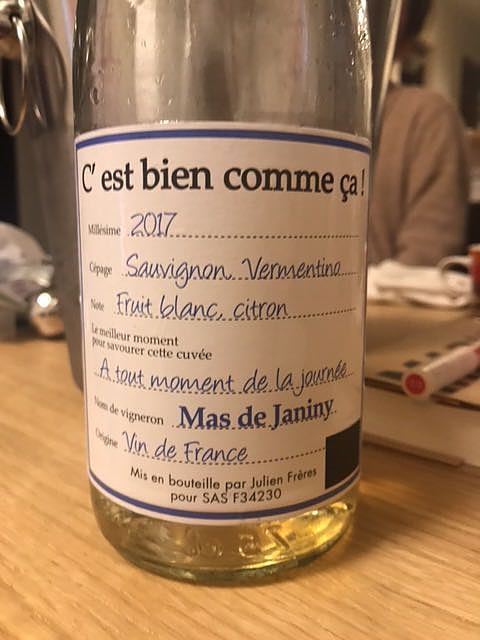 C'est bien comme ça!
Millésime 2017
Cépage Sauvignon, Vermentino
Note Fruit blanc, citron
Le meilleur moment
pour savourer cette cuvée
A tout moment de la journée
Nom de vigneron Mas de Janiny
Origine Vin de France
Mis en bouteille par Julien Frères
pour SAS F34230